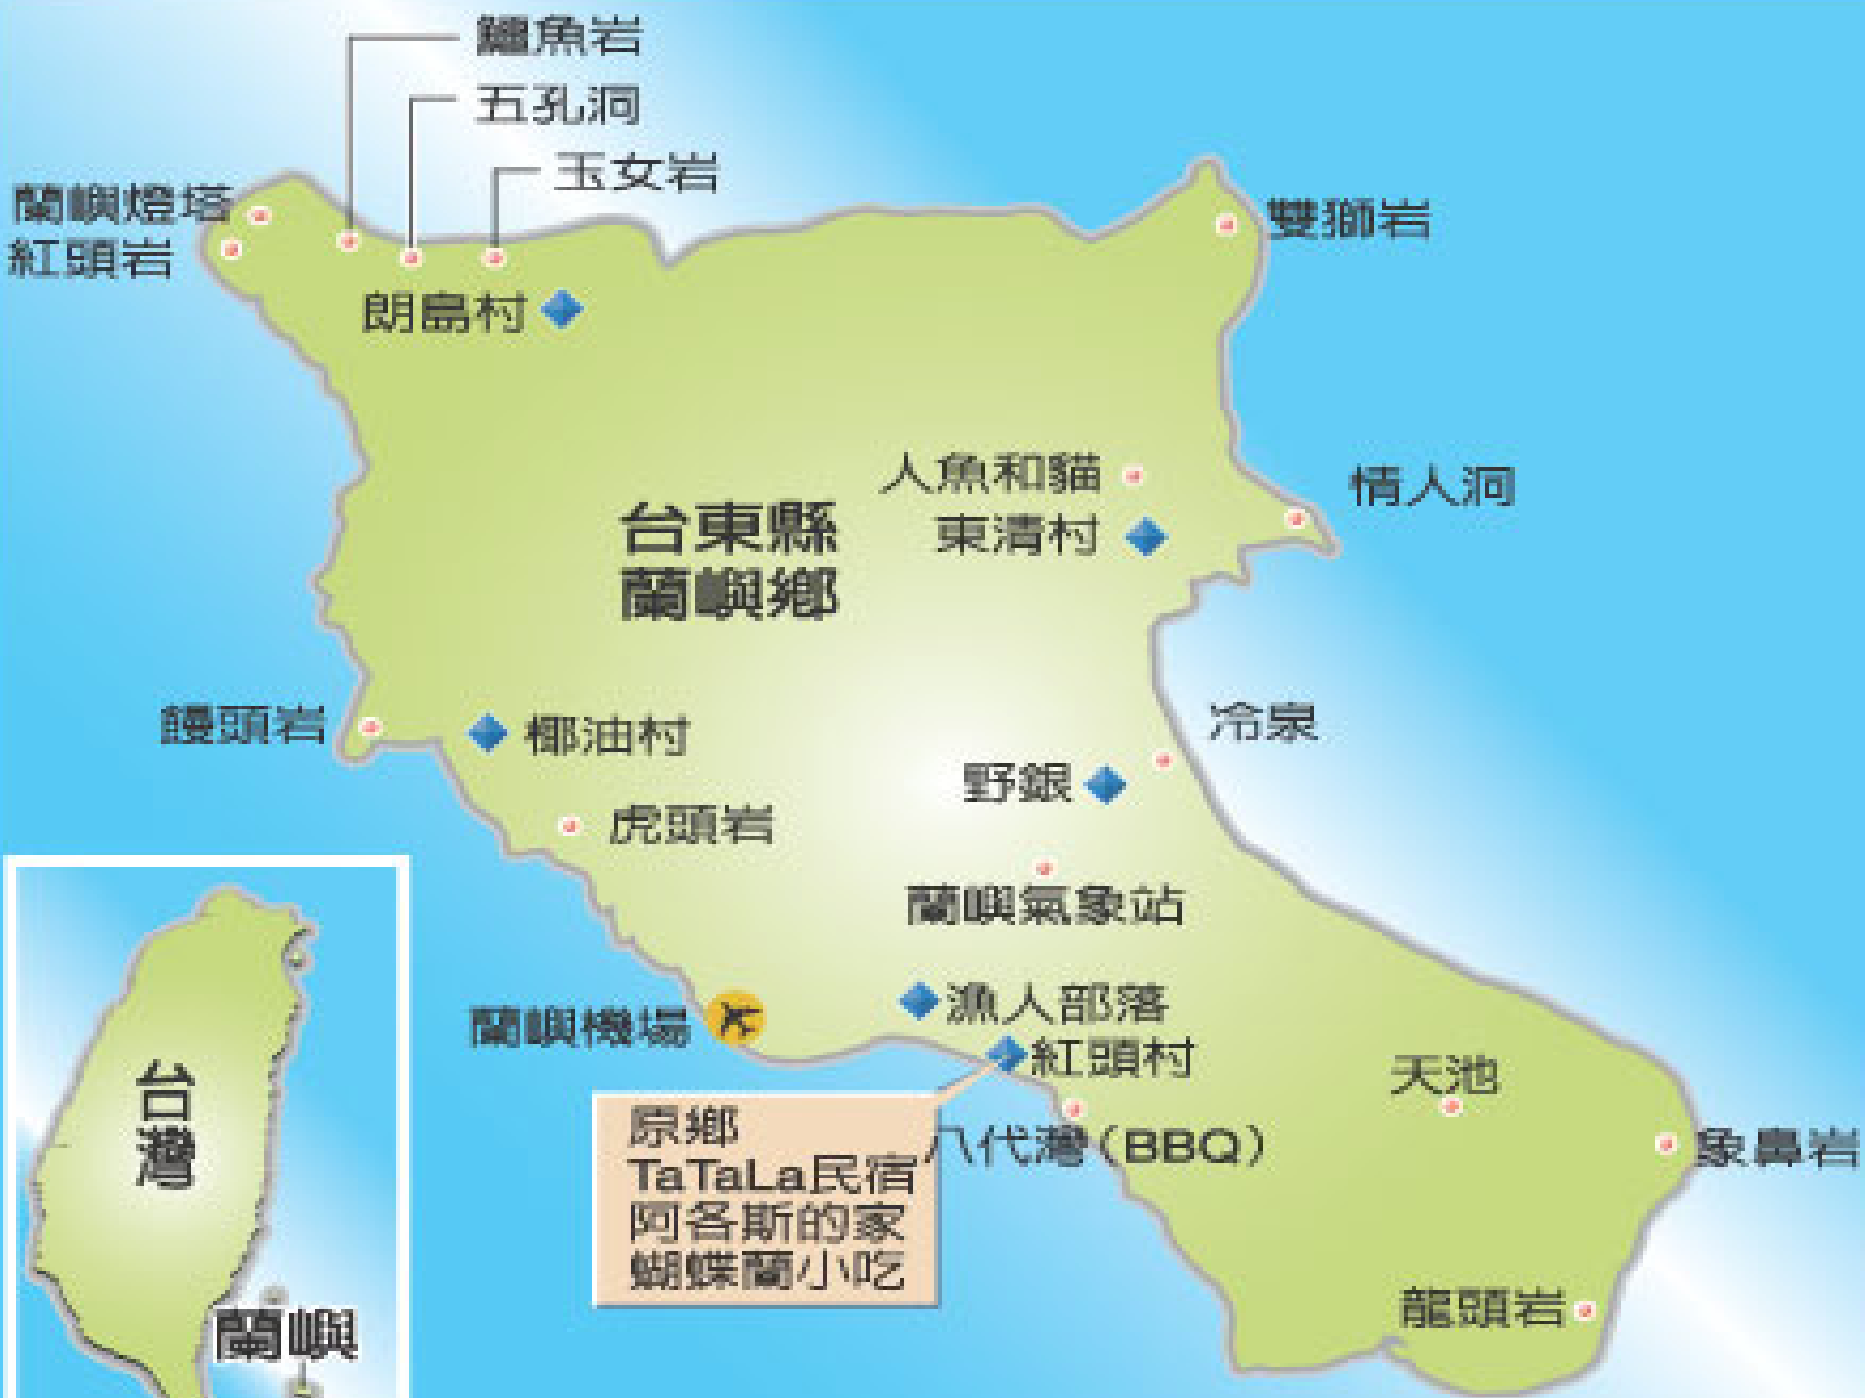 鱷魚岩
五孔洞
玉女岩
蘭嶼燈塔
紅頭岩
雙獅岩
朗島村
人魚和貓
情人洞
東清村
台東縣
蘭嶼鄉
饅頭岩
椰油村
冷泉
野銀
虎頭岩
蘭嶼氣象站
蘭嶼機場
漁人部落
紅頭村
天池
八代灣(BBQ)
象鼻岩
原鄉
TaTaLa民宿
阿各斯的家
蝴蝶蘭小吃
龍頭岩
台灣
蘭嶼